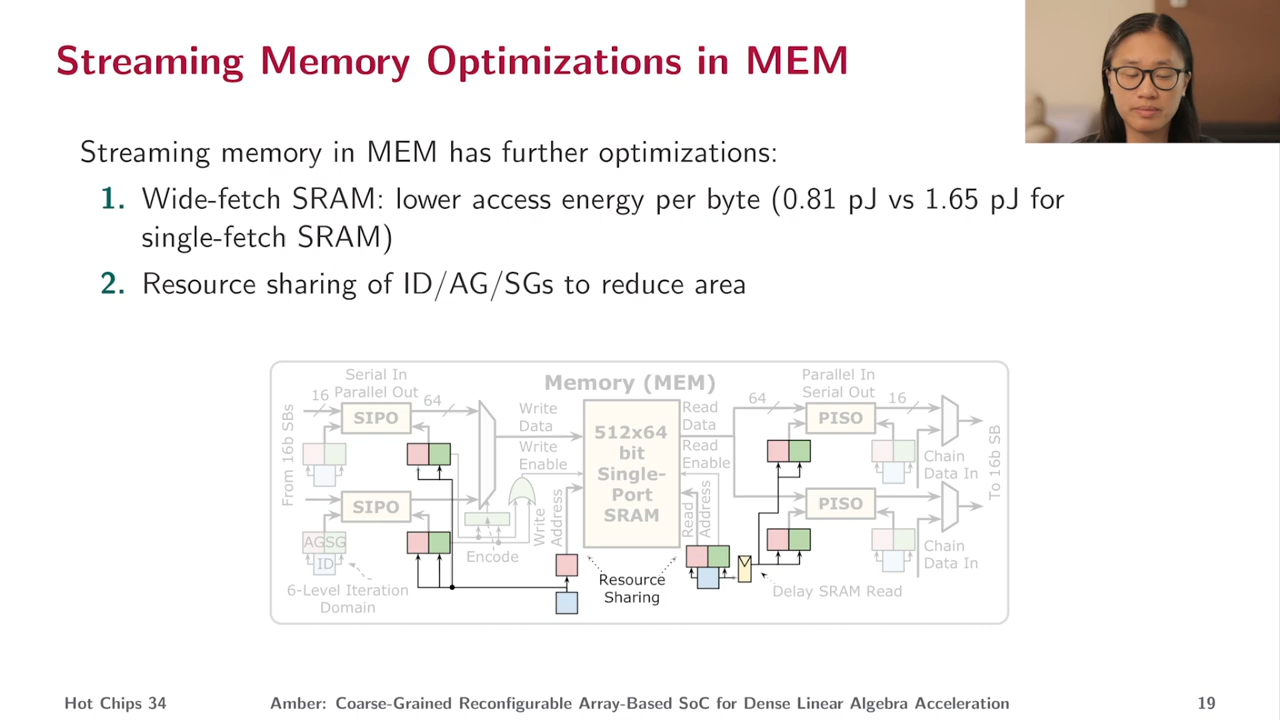 Streaming Memory Optimizations in MEM
Streaming memory in MEM has further optimizations:
1. Wide-fetch SRAM: lower access energy per byte (0.81 pJ vs 1.65 pJ for
single-fetch SRAM)
2. Resource sharing of ID/AG/SGs to reduce area
Memory (MEM)
Serial In
Parallel Out
16
64
From 16b SBs
SIPO
SIPO
AGSG
ID
6-Level Iteration
Domain
Encode
Write
Data
Write
Enable
Write
Address
512x64
bit
Single-
Port
SRAM
Resource
Sharing
Read
Data
Read
Enable
Read
Address
64
Parallel In
Serial Out
16
PISO
PISO
Chain
Data In
Chain
Data In
To 16b SB
Delay SRAM Read
Hot Chips 34
Amber: Coarse-Grained Reconfigurable Array-Based SoC for Dense Linear Algebra Acceleration
19